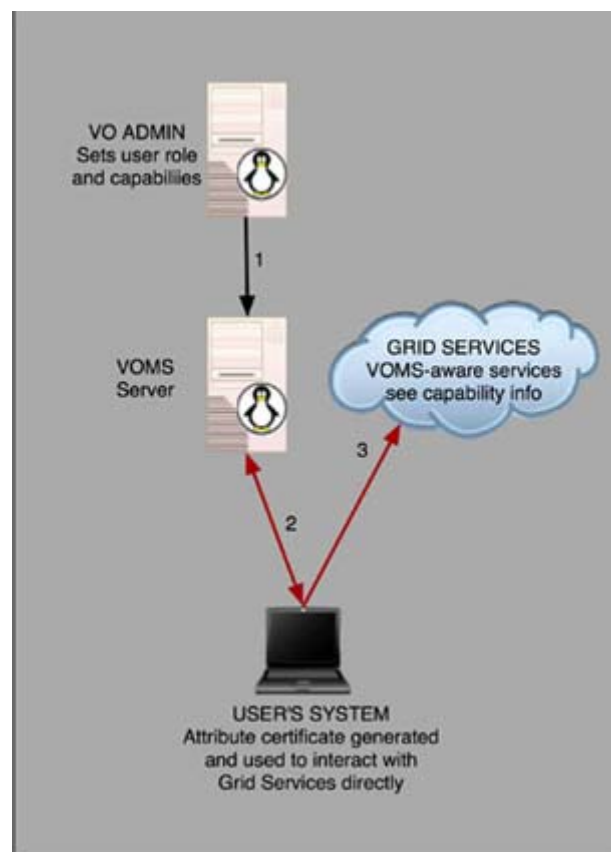 VO ADMIN
Sets user role
and capabiliies
1
VOMS
Server
GRID SERVICES
VOMS-aware services
see capability info
3
2
USER'S SYSTEM
Attribute certificate generated
and used to interact with
Grid Services directly